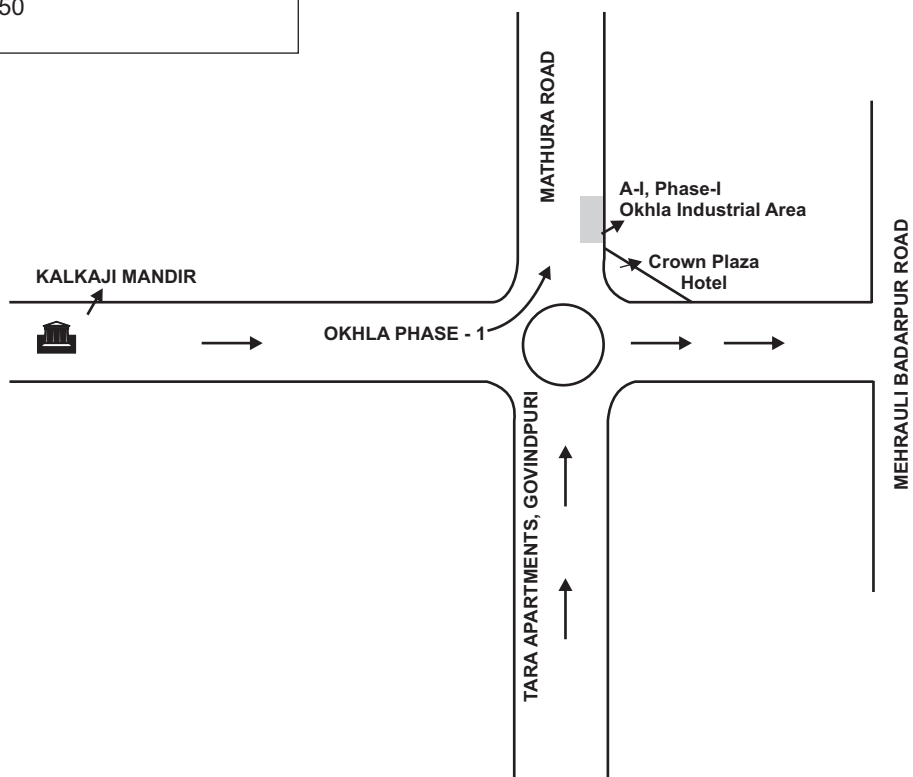 50
MATHURA ROAD
A-I, Phase-I
Okhla Industrial Area
Crown Plaza
Hotel
KALKAJI MANDIR
OKHLA PHASE - 1
MEHRAULI BADARPUR ROAD
TARA APARTMENTS, GOVINDPURI